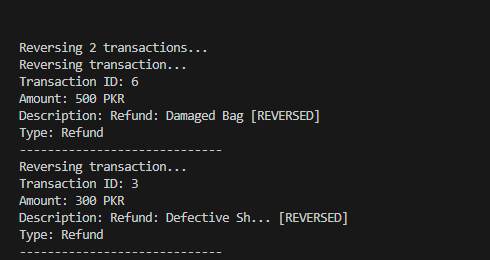 Reversing 2 transactions...
Reversing transaction...
Transaction ID: 6
Amount: 500 PKR
Description: Refund: Damaged Bag [REVERSED]
Type: Refund
-----------------------------
Reversing transaction...
Transaction ID: 3
Amount: 300 PKR
Description: Refund: Defective Sh... [REVERSED]
Type: Refund
-----------------------------